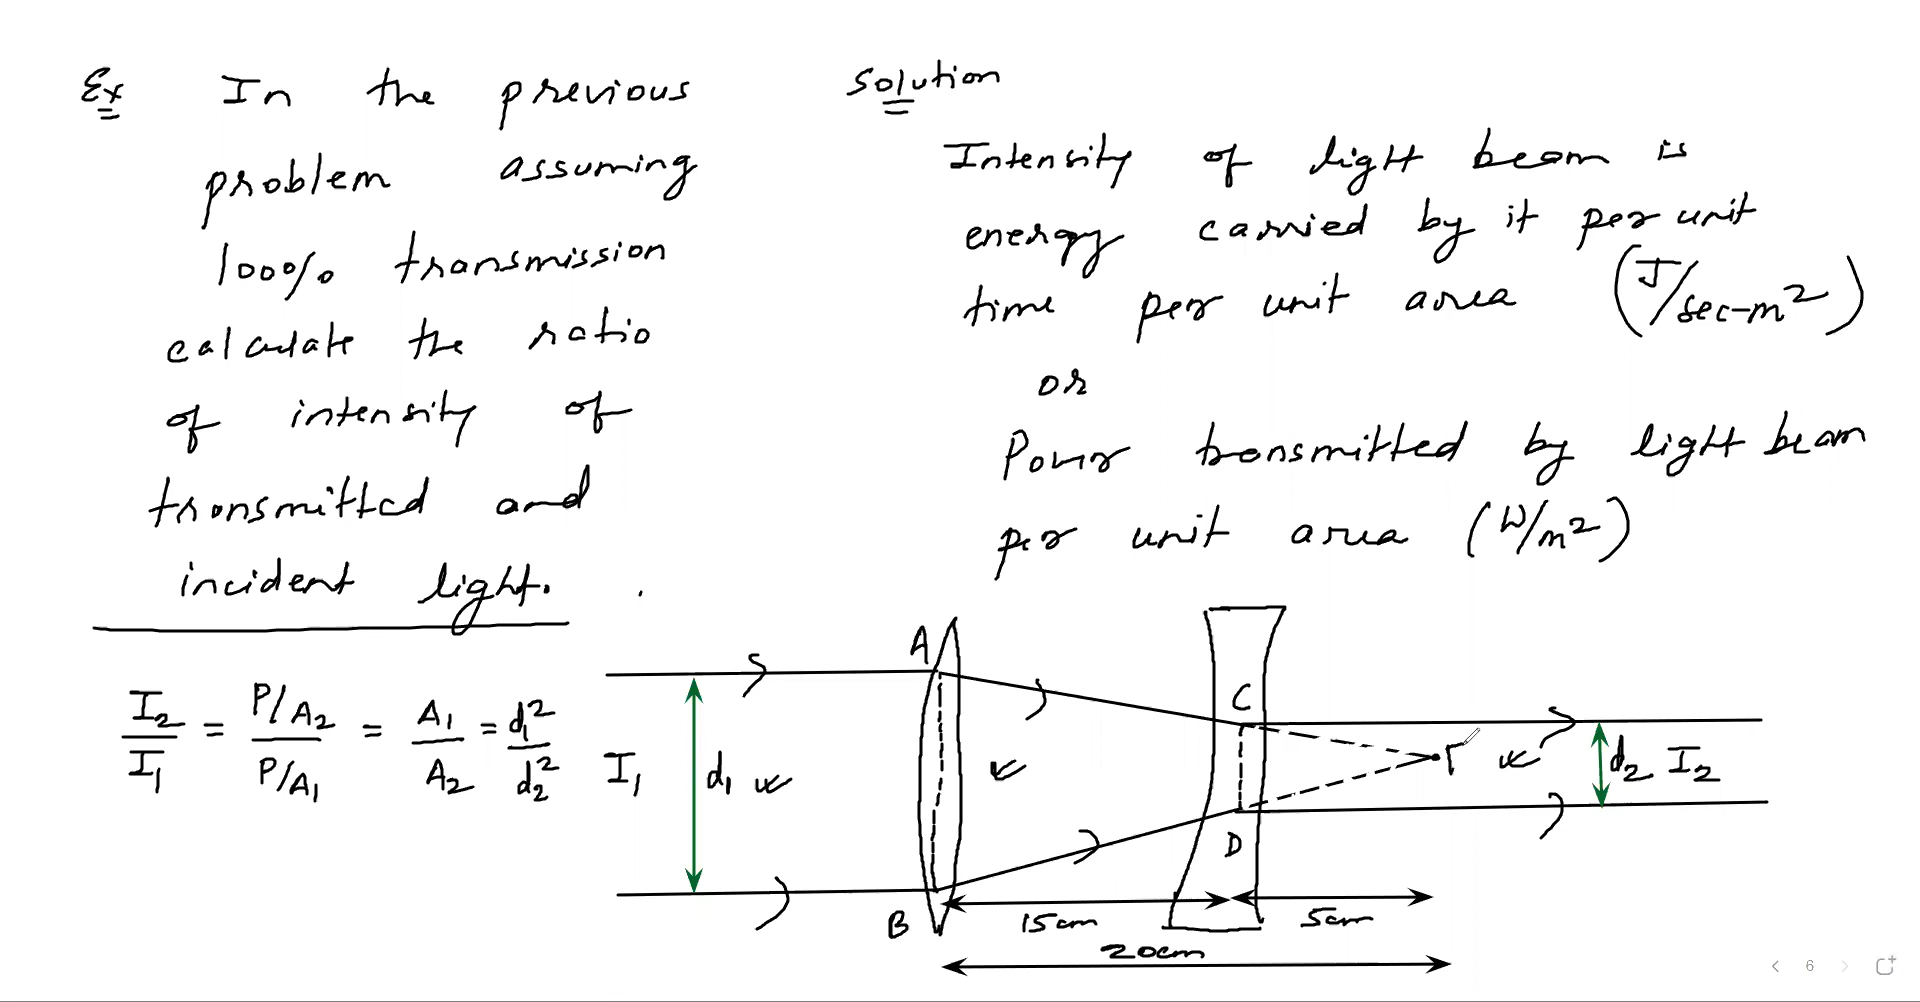 Ex In the previous
problem assuming
100% transmission
calculate the ratio
of intensity of
transmitted and
incident light.
Solution
Intensity of light beam is
energy carried by it per unit
time per unit area (J/sec-m²)
or
Power transmitted by light beam
per unit area (W/m²)
I₂/I₁ = (P/A₂)/(P/A₁) = A₁/A₂ = d₁²/d₂²
A
C
I₁
d₁
d₂ I₂
D
B
15cm
5cm
20cm
6